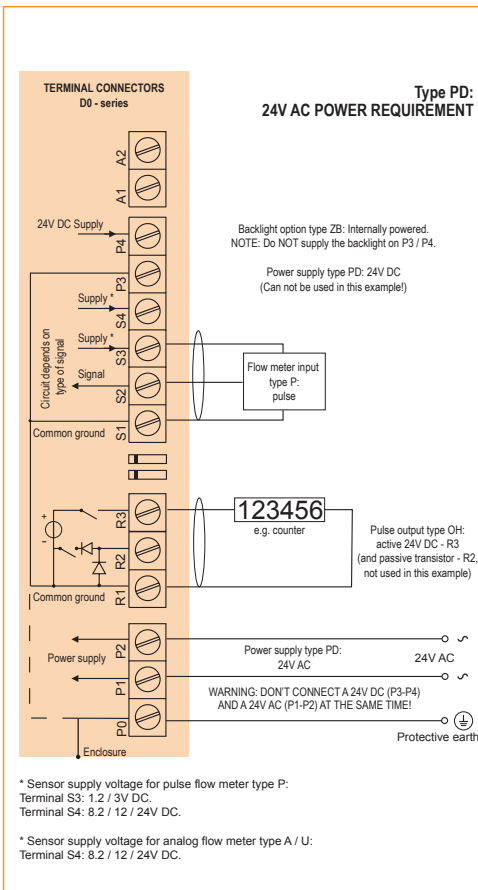 TERMINAL CONNECTORS
D0 - series
Type PD:
24V AC POWER REQUIREMENT
A2
A1
24V DC Supply
P4
Backlight option type ZB: Internally powered.
NOTE: Do NOT supply the backlight on P3 / P4.
P3
Power supply type PD: 24V DC
(Can not be used in this example!)
Supply *
S4
Supply *
S3
Circuit depends on
type of signal
Signal
S2
Flow meter input
type P:
pulse
S1
Common ground
+
-
R3
123456
e.g. counter
R2
Pulse output type OH:
active 24V DC - R3
(and passive transistor - R2,
not used in this example)
Common ground
R1
P2
Power supply
Power supply type PD:
24V AC
24V AC
P1
WARNING: DON'T CONNECT A 24V DC (P3-P4)
AND A 24V AC (P1-P2) AT THE SAME TIME!
P0
Protective earth
Enclosure
* Sensor supply voltage for pulse flow meter type P:
Terminal S3: 1.2 / 3V DC.
Terminal S4: 8.2 / 12 / 24V DC.
* Sensor supply voltage for analog flow meter type A / U:
Terminal S4: 8.2 / 12 / 24V DC.